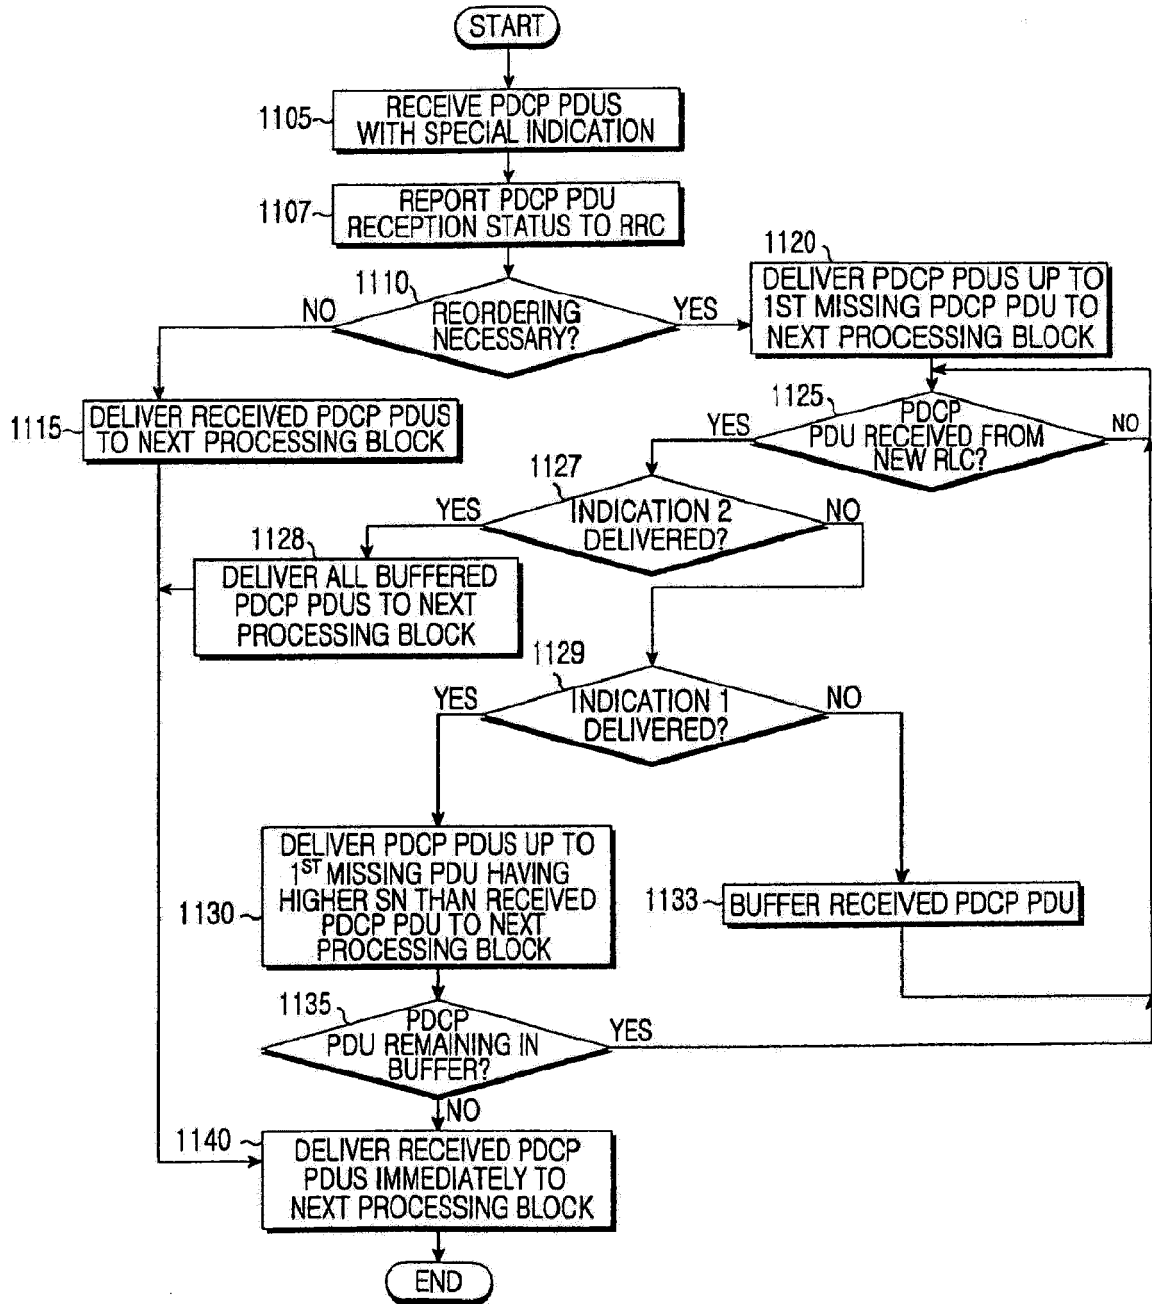 START
1105
RECEIVE PDCP PDUS
WITH SPECIAL INDICATION
1107
REPORT PDCP PDU
RECEPTION STATUS TO RRC
1110
REORDERING
NECESSARY?
NO
YES
1120
DELIVER PDCP PDUS UP TO
1ST MISSING PDCP PDU TO
NEXT PROCESSING BLOCK
1115
DELIVER RECEIVED PDCP PDUS
TO NEXT PROCESSING BLOCK
1125
PDCP
PDU RECEIVED FROM
NEW RLC?
YES
NO
1127
INDICATION 2
DELIVERED?
YES
NO
1128
DELIVER ALL BUFFERED
PDCP PDUS TO NEXT
PROCESSING BLOCK
1129
INDICATION 1
DELIVERED?
YES
NO
1130
DELIVER PDCP PDUS UP TO
1ST MISSING PDU HAVING
HIGHER SN THAN RECEIVED
PDCP PDU TO NEXT
PROCESSING BLOCK
1133
BUFFER RECEIVED PDCP PDU
1135
PDCP
PDU REMAINING IN
BUFFER?
YES
NO
1140
DELIVER RECEIVED PDCP
PDUS IMMEDIATELY TO
NEXT PROCESSING BLOCK
END